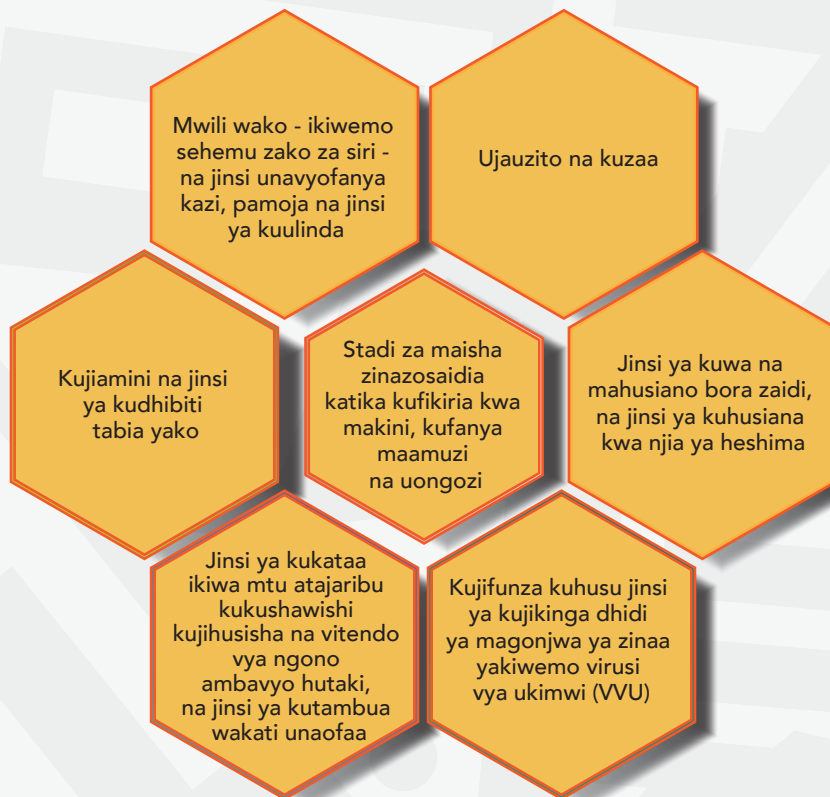 Mwili wako - ikiwemo
sehemu zako za siri -
na jinsi unavyofanya
kazi, pamoja na jinsi
ya kuulinda
Ujauzito na kuzaa
Kujiamini na jinsi
ya kudhibiti
tabia yako
Stadi za maisha
zinazosaidia
katika kufikiria kwa
makini, kufanya
maamuzi
na uongozi
Jinsi ya kuwa na
mahusiano bora zaidi,
na jinsi ya kuhusiana
kwa njia ya heshima
Jinsi ya kukataa
ikiwa mtu atajaribu
kukushawishi
kujihusisha na vitendo
vya ngono
ambavyo hutaki,
na jinsi ya kutambua
wakati unaofaa
Kujifunza kuhusu jinsi
ya kujikinga dhidi
ya magonjwa ya zinaa
yakiwemo virusi
vya ukimwi (VVU)